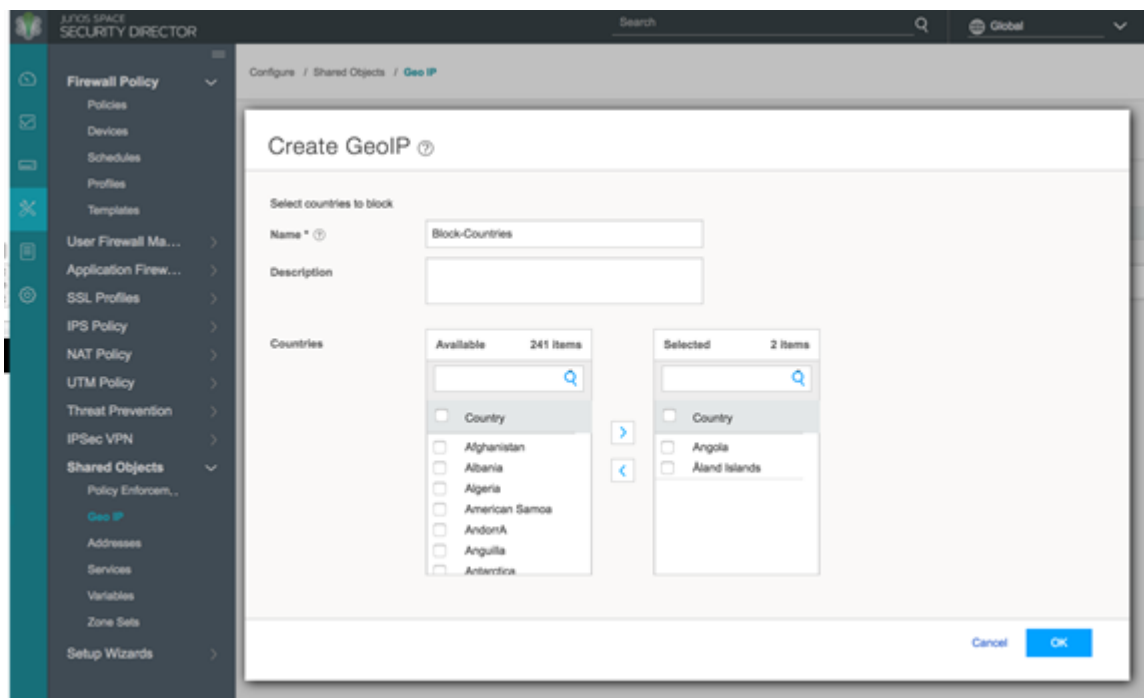 JUNOS SPACE
SECURITY DIRECTOR
Search
Global
Firewall Policy
Policies
Devices
Schedules
Profiles
Templates
User Firewall Ma...
Application Firew...
SSL Profiles
IPS Policy
NAT Policy
UTM Policy
Threat Prevention
IPSec VPN
Shared Objects
Policy Enforcem...
Geo IP
Addresses
Services
Variables
Zone Sets
Setup Wizards
Configure / Shared Objects / Geo IP
Create GeoIP ?
Select countries to block
Name * ?
Block-Countries
Description
Countries
Available 241 items
Country
Afghanistan
Albania
Algeria
American Samoa
AndorrA
Anguilla
Antarctica
>
<
Selected 2 items
Country
Angola
Åland Islands
Cancel
OK